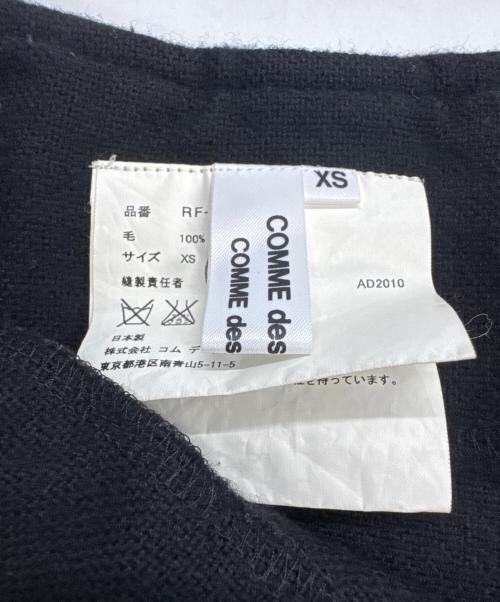 XS
品番 RF-
毛 100%
サイズ XS
縫製責任者
AD2010
日本製
株式会社 コム デ
東京都港区南青山5-11-5
を持っています。
COMME des
COMME des